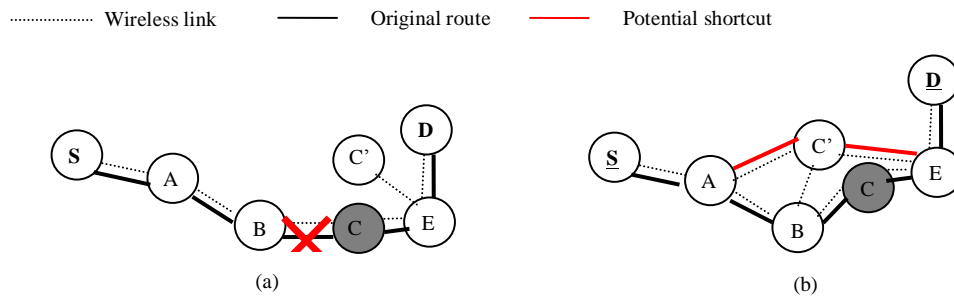 Wireless link Original route Potential shortcut
S A B C C’ D E
(a)
S A B C C’ D E
(b)